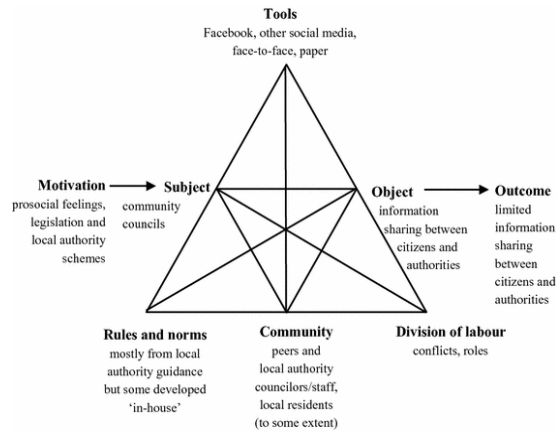 Tools
Facebook, other social media,
face-to-face, paper
Motivation
prosocial feelings,
legislation and
local authority
schemes
Subject
community
councils
Object
information
sharing between
citizens and
authorities
Outcome
limited
information
sharing
between
citizens and
authorities
Rules and norms
mostly from local
authority guidance
but some developed
‘in-house’
Community
peers and
local authority
councilors/staff,
local residents
(to some extent)
Division of labour
conflicts, roles